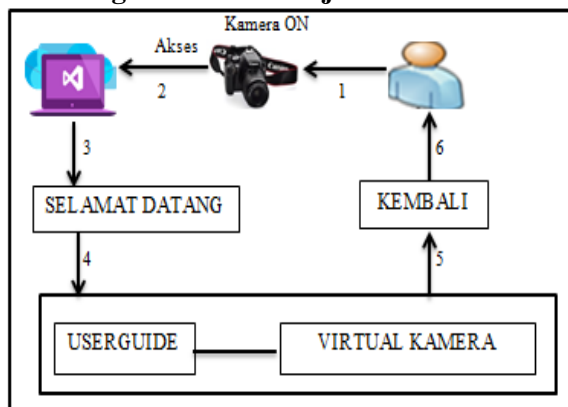 Kamera ON
Akses
2
1
3
6
SELAMAT DATANG
KEMBALI
4
5
USERGUIDE
VIRTUAL KAMERA